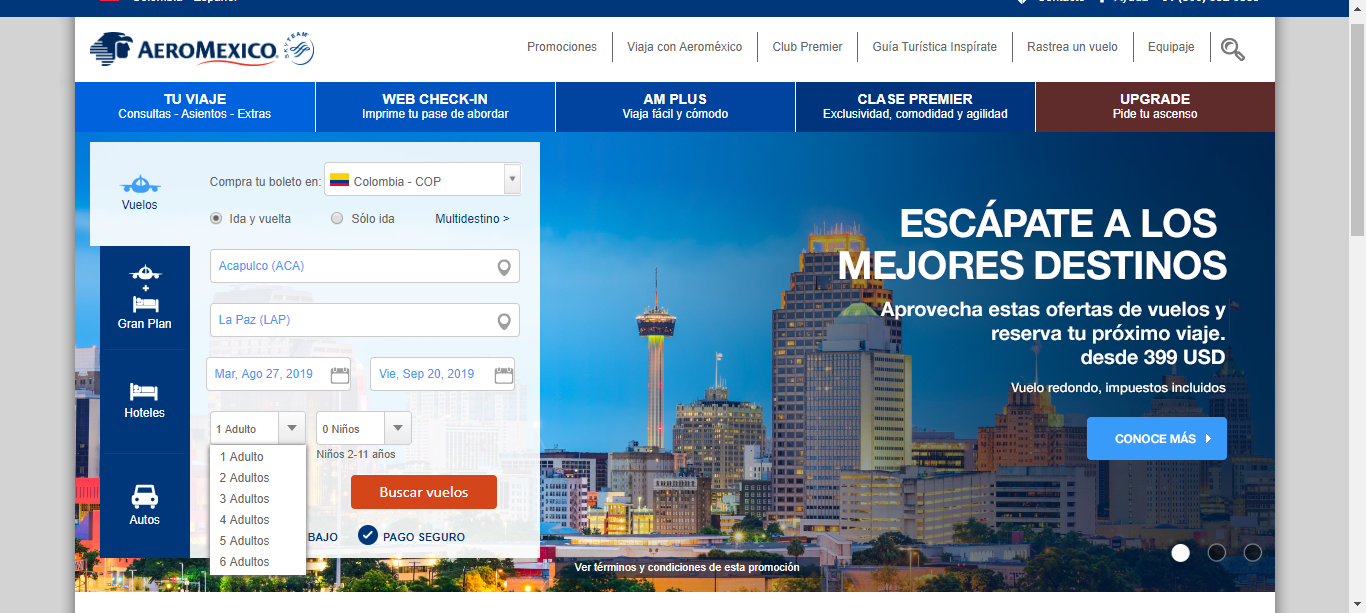 AEROMEXICO. SKYTEAM
Promociones
Viaja con Aeroméxico
Club Premier
Guía Turística Inspírate
Rastrea un vuelo
Equipaje
TU VIAJE
Consultas - Asientos - Extras
WEB CHECK-IN
Imprime tu pase de abordar
AM PLUS
Viaja fácil y cómodo
CLASE PREMIER
Exclusividad, comodidad y agilidad
UPGRADE
Pide tu ascenso
Vuelos
+
Gran Plan
Hoteles
Autos
Compra tu boleto en: Colombia - COP
Ida y vuelta
Sólo ida
Multidestino >
Acapulco (ACA)
La Paz (LAP)
Mar, Ago 27, 2019
Vie, Sep 20, 2019
1 Adulto
0 Niños
Niños 2-11 años
1 Adulto
2 Adultos
3 Adultos
4 Adultos
5 Adultos
6 Adultos
Buscar vuelos
BAJO
PAGO SEGURO
ESCÁPATE A LOS
MEJORES DESTINOS
Aprovecha estas ofertas de vuelos y
reserva tu próximo viaje.
desde 399 USD
Vuelo redondo, impuestos incluidos
CONOCE MÁS
Ver términos y condiciones de esta promoción